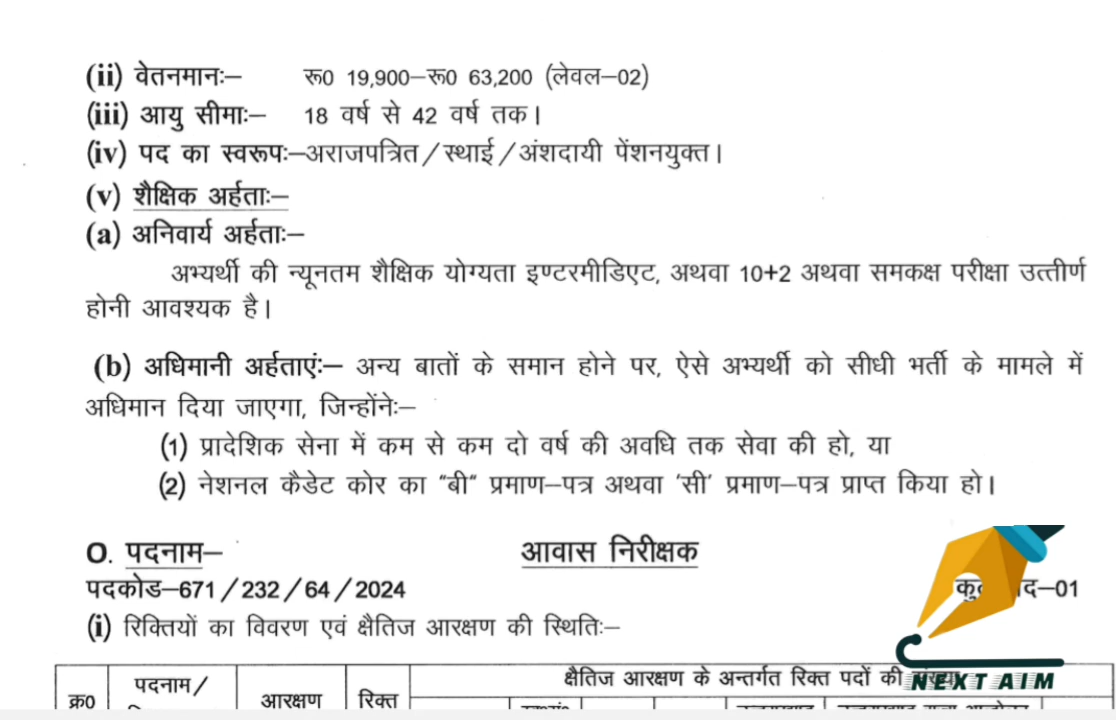 (ii) वेतनमानः– रू0 19,900–रू0 63,200 (लेवल–02)
(iii) आयु सीमाः– 18 वर्ष से 42 वर्ष तक।
(iv) पद का स्वरूपः–अराजपत्रित/स्थाई/अंशदायी पेंशनयुक्त।
(v) शैक्षिक अर्हताः–
(a) अनिवार्य अर्हताः–
अभ्यर्थी की न्यूनतम शैक्षिक योग्यता इण्टरमीडिएट, अथवा 10+2 अथवा समकक्ष परीक्षा उत्तीर्ण
होनी आवश्यक है।
(b) अधिमानी अर्हताएंः– अन्य बातों के समान होने पर, ऐसे अभ्यर्थी को सीधी भर्ती के मामले में
अधिमान दिया जाएगा, जिन्होंनेः–
(1) प्रादेशिक सेना में कम से कम दो वर्ष की अवधि तक सेवा की हो, या
(2) नेशनल कैडेट कोर का "बी" प्रमाण–पत्र अथवा 'सी' प्रमाण–पत्र प्राप्त किया हो।
O. पदनाम– आवास निरीक्षक
पदकोड–671/232/64/2024 –01
(i) रिक्तियों का विवरण एवं क्षैतिज आरक्षण की स्थितिः–
क्षैतिज आरक्षण के अन्तर्गत रिक्त पदों की
क्र0 पदनाम/ आरक्षण रिक्त
NEXT AIM